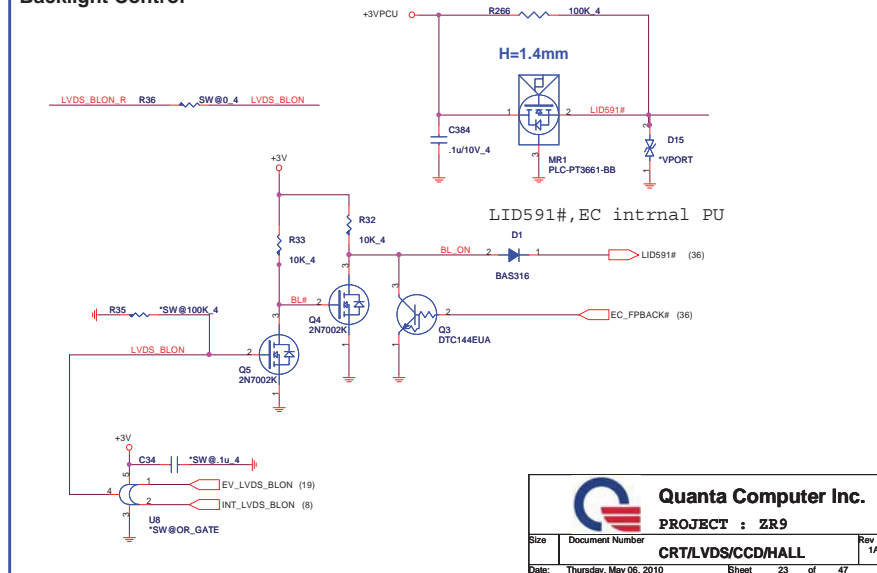 Backlight Control
+3VPCU
R266
100K_4
H=1.4mm
LVDS_BLON_R
R36
SW@0_4
LVDS_BLON
1
2
LID591#
C384
.1u/10V_4
3
MR1
PLC-PT3661-BB
2
D15
*VPORT
1
+3V
R33
10K_4
R32
10K_4
LID591#,EC intrnal PU
D1
BL_ON
2
1
LID591#
(36)
BAS316
R35
*SW@100K_4
BL#
2
3
1
Q4
2N7002K
3
Q3
DTC144EUA
1
2
EC_FPBACK#
(36)
LVDS_BLON
2
3
1
Q5
2N7002K
+3V
C34
*SW@.1u_4
5
4
1
EV_LVDS_BLON
(19)
2
INT_LVDS_BLON
(8)
3
U8
*SW@OR_GATE
Quanta Computer Inc.
PROJECT : ZR9
Size
Document Number
Rev
CRT/LVDS/CCD/HALL
1A
Date:
Thursday, May 06, 2010
Sheet
23
of
47